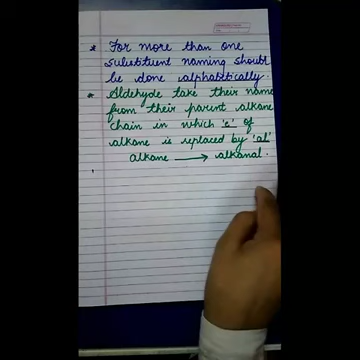 * For more than one
substituent naming should
be done alphabetically.
* Aldehyde take their name
from their parent alkane
chain in which 'e' of
alkane is replaced by 'al'
alkane → alkanal.